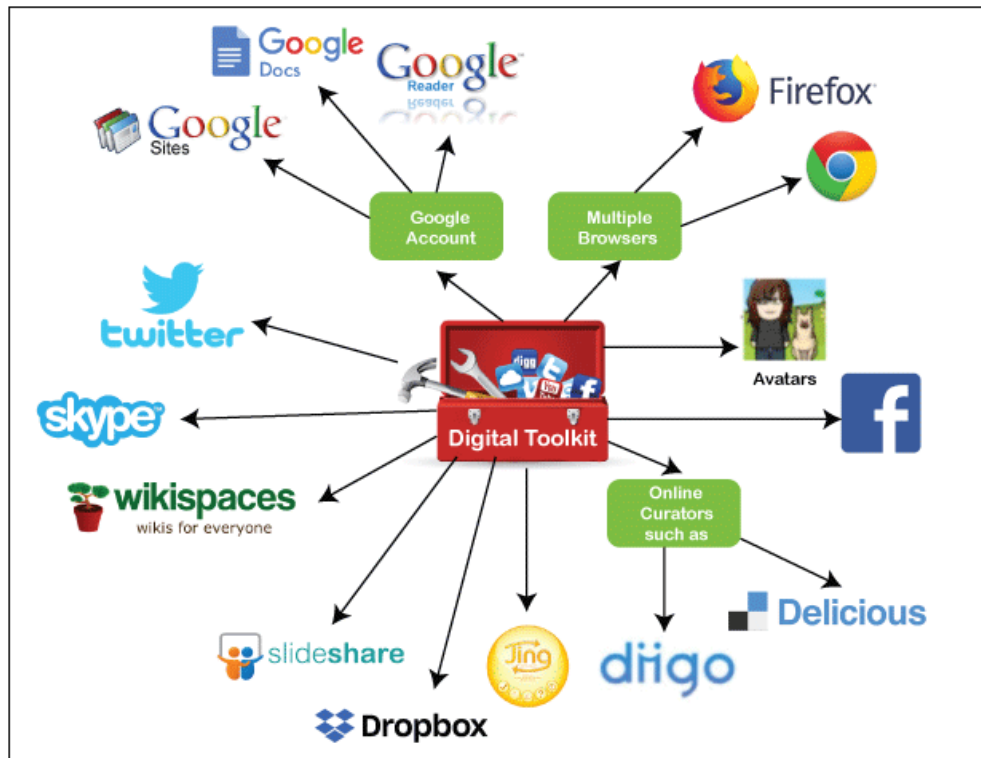 Google
Docs
Google
Reader
Google
Sites
Firefox
Google
Account
Multiple
Browsers
twitter
Avatars
digg
f
f
skype
Digital Toolkit
wikispaces
wikis for everyone
Online
Curators
such as
Delicious
slideshare
Jing
diigo
Dropbox